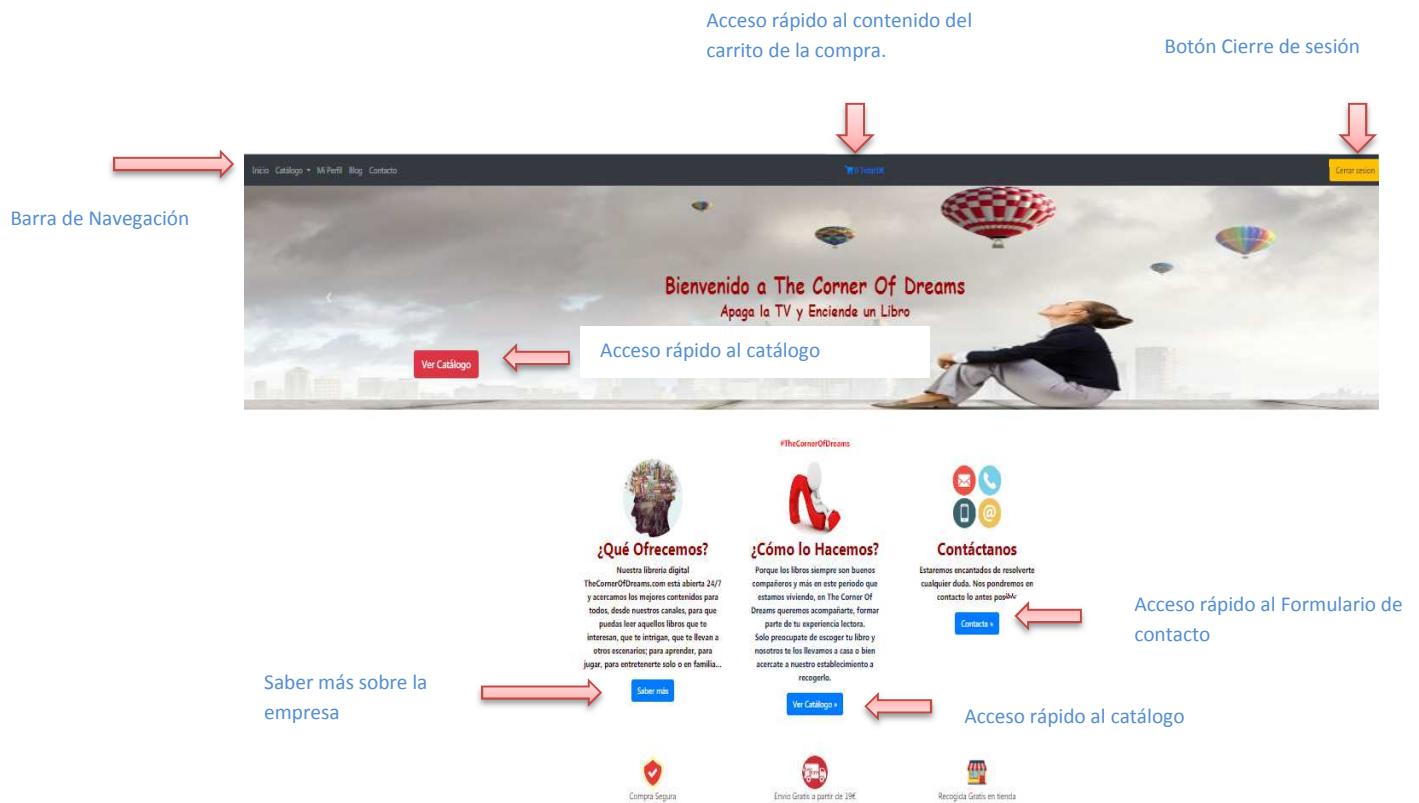 Acceso rápido al contenido del
carrito de la compra.
Botón Cierre de sesión
Inicio Catálogo Mi Perfil Blog Contacto
0 Total 0€
Cerrar sesion
Barra de Navegación
Bienvenido a The Corner Of Dreams
Apaga la TV y Enciende un Libro
Acceso rápido al catálogo
Ver Catálogo
#TheCornerOfDreams
¿Qué Ofrecemos?
Nuestra librería digital
TheCornerOfDreams.com está abierta 24/7
y acercamos los mejores contenidos para
todos, desde nuestros canales, para que
puedas leer aquellos libros que te
interesan, que te intrigan, que te llevan a
otros escenarios; para aprender, para
jugar, para entretenerte solo o en familia...
Saber más
¿Cómo lo Hacemos?
Porque los libros siempre son buenos
compañeros y más en este periodo que
estamos viviendo, en The Corner Of
Dreams queremos acompañarte, formar
parte de tu experiencia lectora.
Solo preocupate de escoger tu libro y
nosotros te los llevamos a casa o bien
acercate a nuestro establecimiento a
recogerlo.
Ver Catálogo »
Contáctanos
Estaremos encantados de resolverte
cualquier duda. Nos pondremos en
contacto lo antes posible
Contacta »
Acceso rápido al Formulario de
contacto
Saber más sobre la
empresa
Acceso rápido al catálogo
Compra Segura
Envio Gratis a partir de 19€
Recogida Gratis en tienda